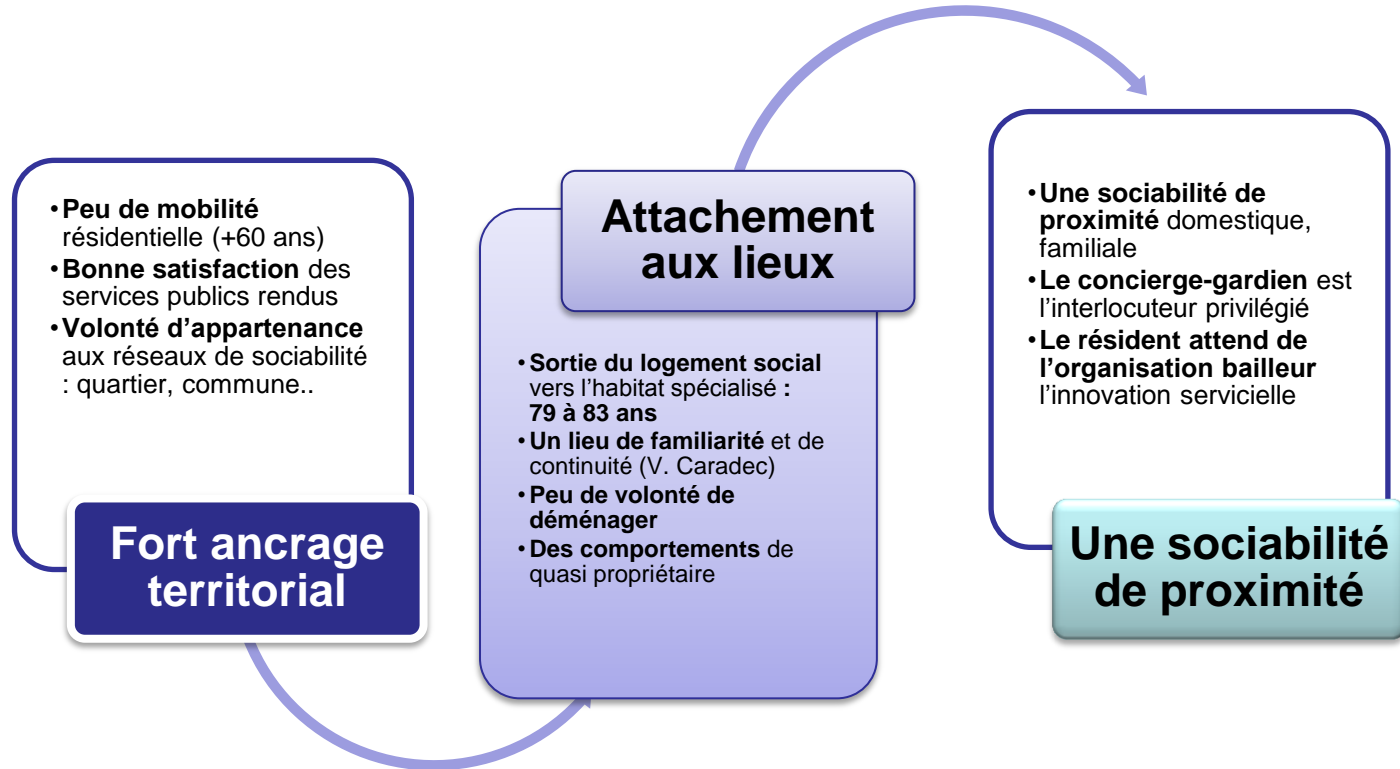 •Peu de mobilité
résidentielle (+60 ans)
•Bonne satisfaction des
services publics rendus
•Volonté d’appartenance
aux réseaux de sociabilité
: quartier, commune..
Fort ancrage
territorial
Attachement
aux lieux
•Sortie du logement social
vers l’habitat spécialisé :
79 à 83 ans
•Un lieu de familiarité et de
continuité (V. Caradec)
•Peu de volonté de
déménager
•Des comportements de
quasi propriétaire
•Une sociabilité de
proximité domestique,
familiale
•Le concierge-gardien est
l’interlocuteur privilégié
•Le résident attend de
l’organisation bailleur
l’innovation servicielle
Une sociabilité
de proximité